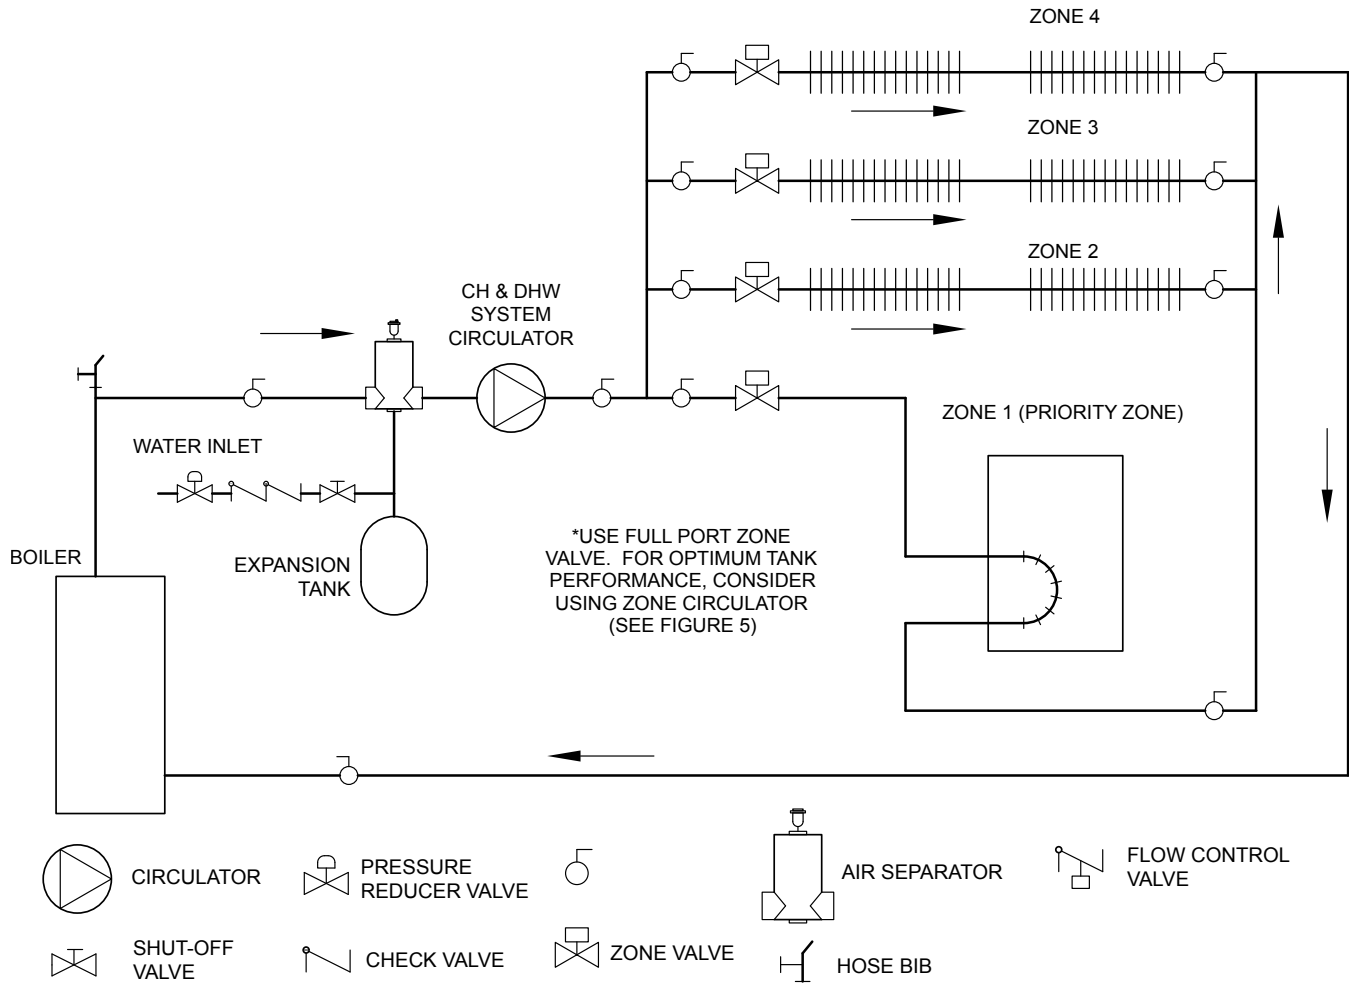 ZONE 4
ZONE 3
ZONE 2
CH & DHW
SYSTEM
CIRCULATOR
ZONE 1 (PRIORITY ZONE)
WATER INLET
*USE FULL PORT ZONE
VALVE. FOR OPTIMUM TANK
PERFORMANCE, CONSIDER
USING ZONE CIRCULATOR
(SEE FIGURE 5)
BOILER
EXPANSION
TANK
CIRCULATOR
PRESSURE
REDUCER VALVE
AIR SEPARATOR
FLOW CONTROL
VALVE
SHUT-OFF
VALVE
CHECK VALVE
ZONE VALVE
HOSE BIB